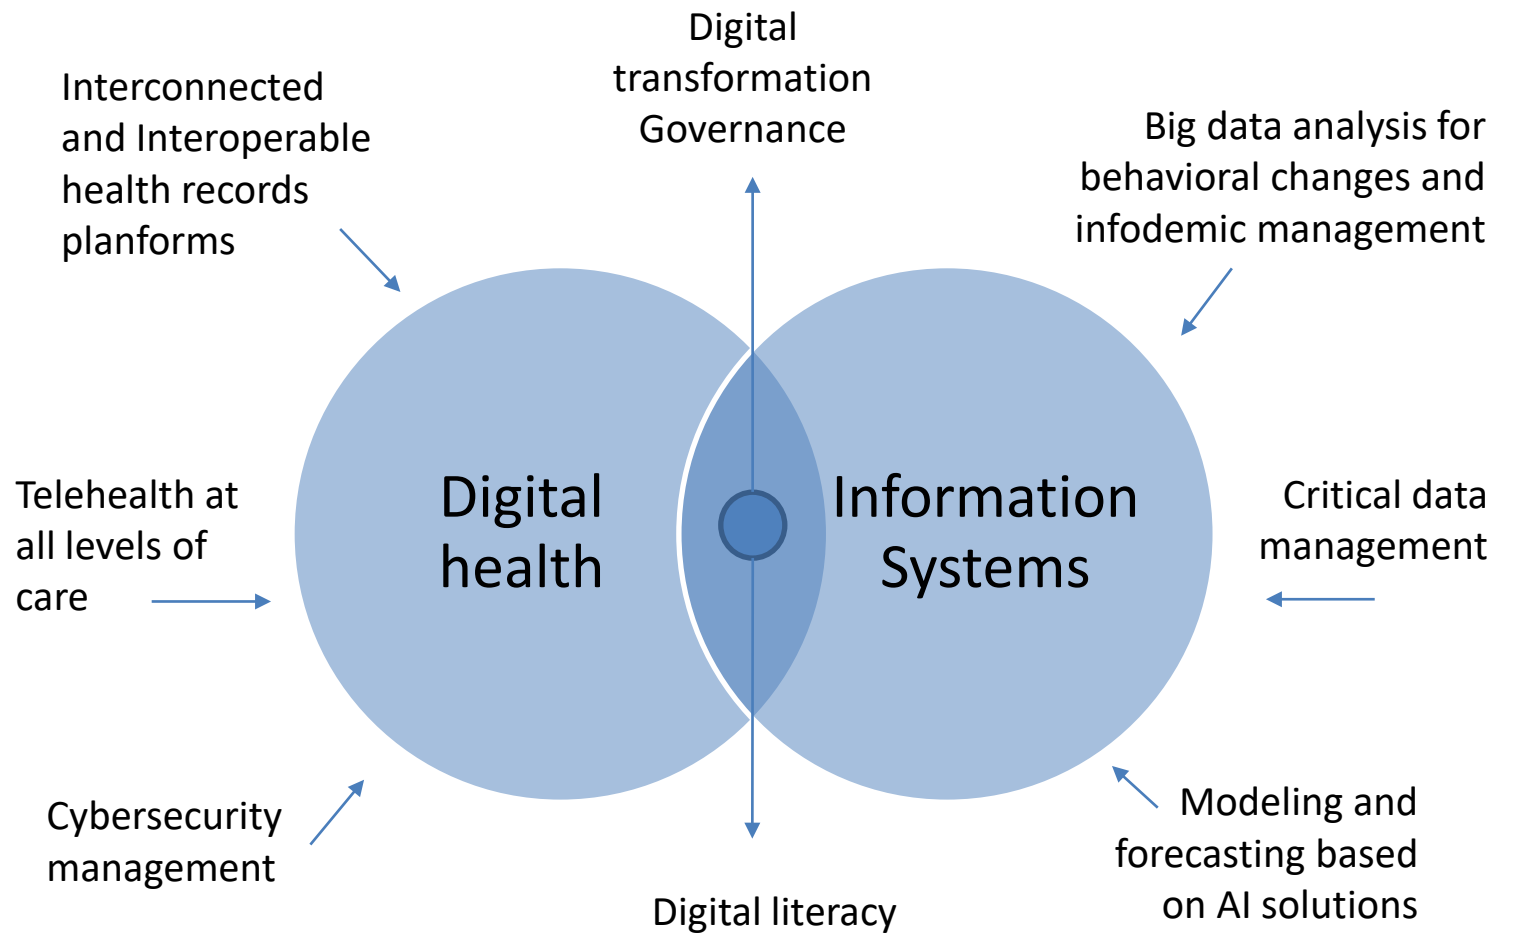 Digital
transformation
Governance
Interconnected
and Interoperable
health records
planforms
Big data analysis for
behavioral changes and
infodemic management
Telehealth at
all levels of
care
Digital
health
Information
Systems
Critical data
management
Cybersecurity
management
Modeling and
forecasting based
on AI solutions
Digital literacy